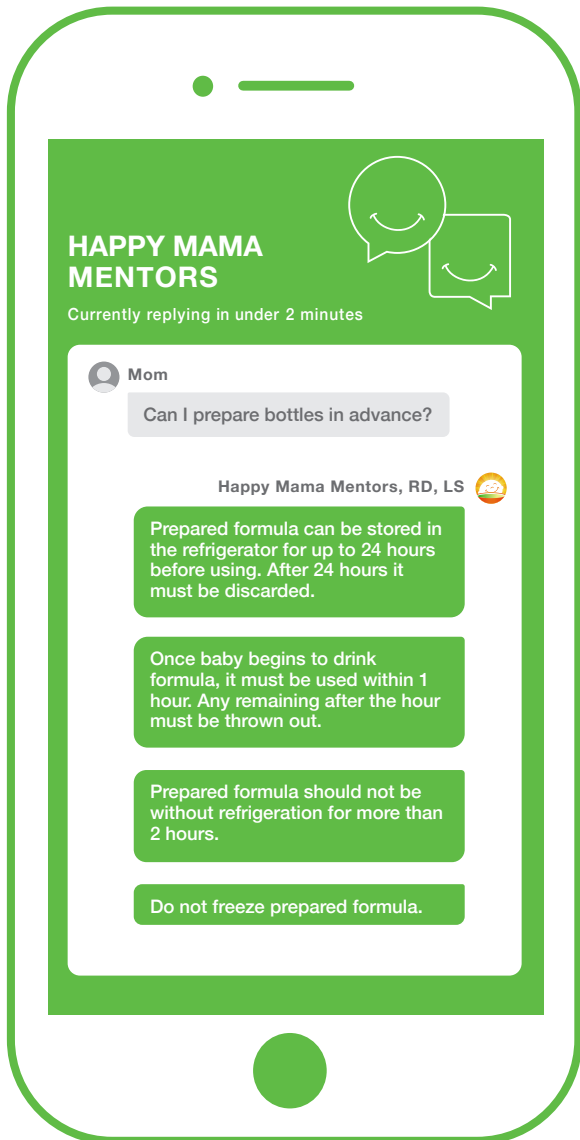 HAPPY MAMA
MENTORS
Currently replying in under 2 minutes
Mom
Can I prepare bottles in advance?
Happy Mama Mentors, RD, LS
Prepared formula can be stored in
the refrigerator for up to 24 hours
before using. After 24 hours it
must be discarded.
Once baby begins to drink
formula, it must be used within 1
hour. Any remaining after the hour
must be thrown out.
Prepared formula should not be
without refrigeration for more than
2 hours.
Do not freeze prepared formula.